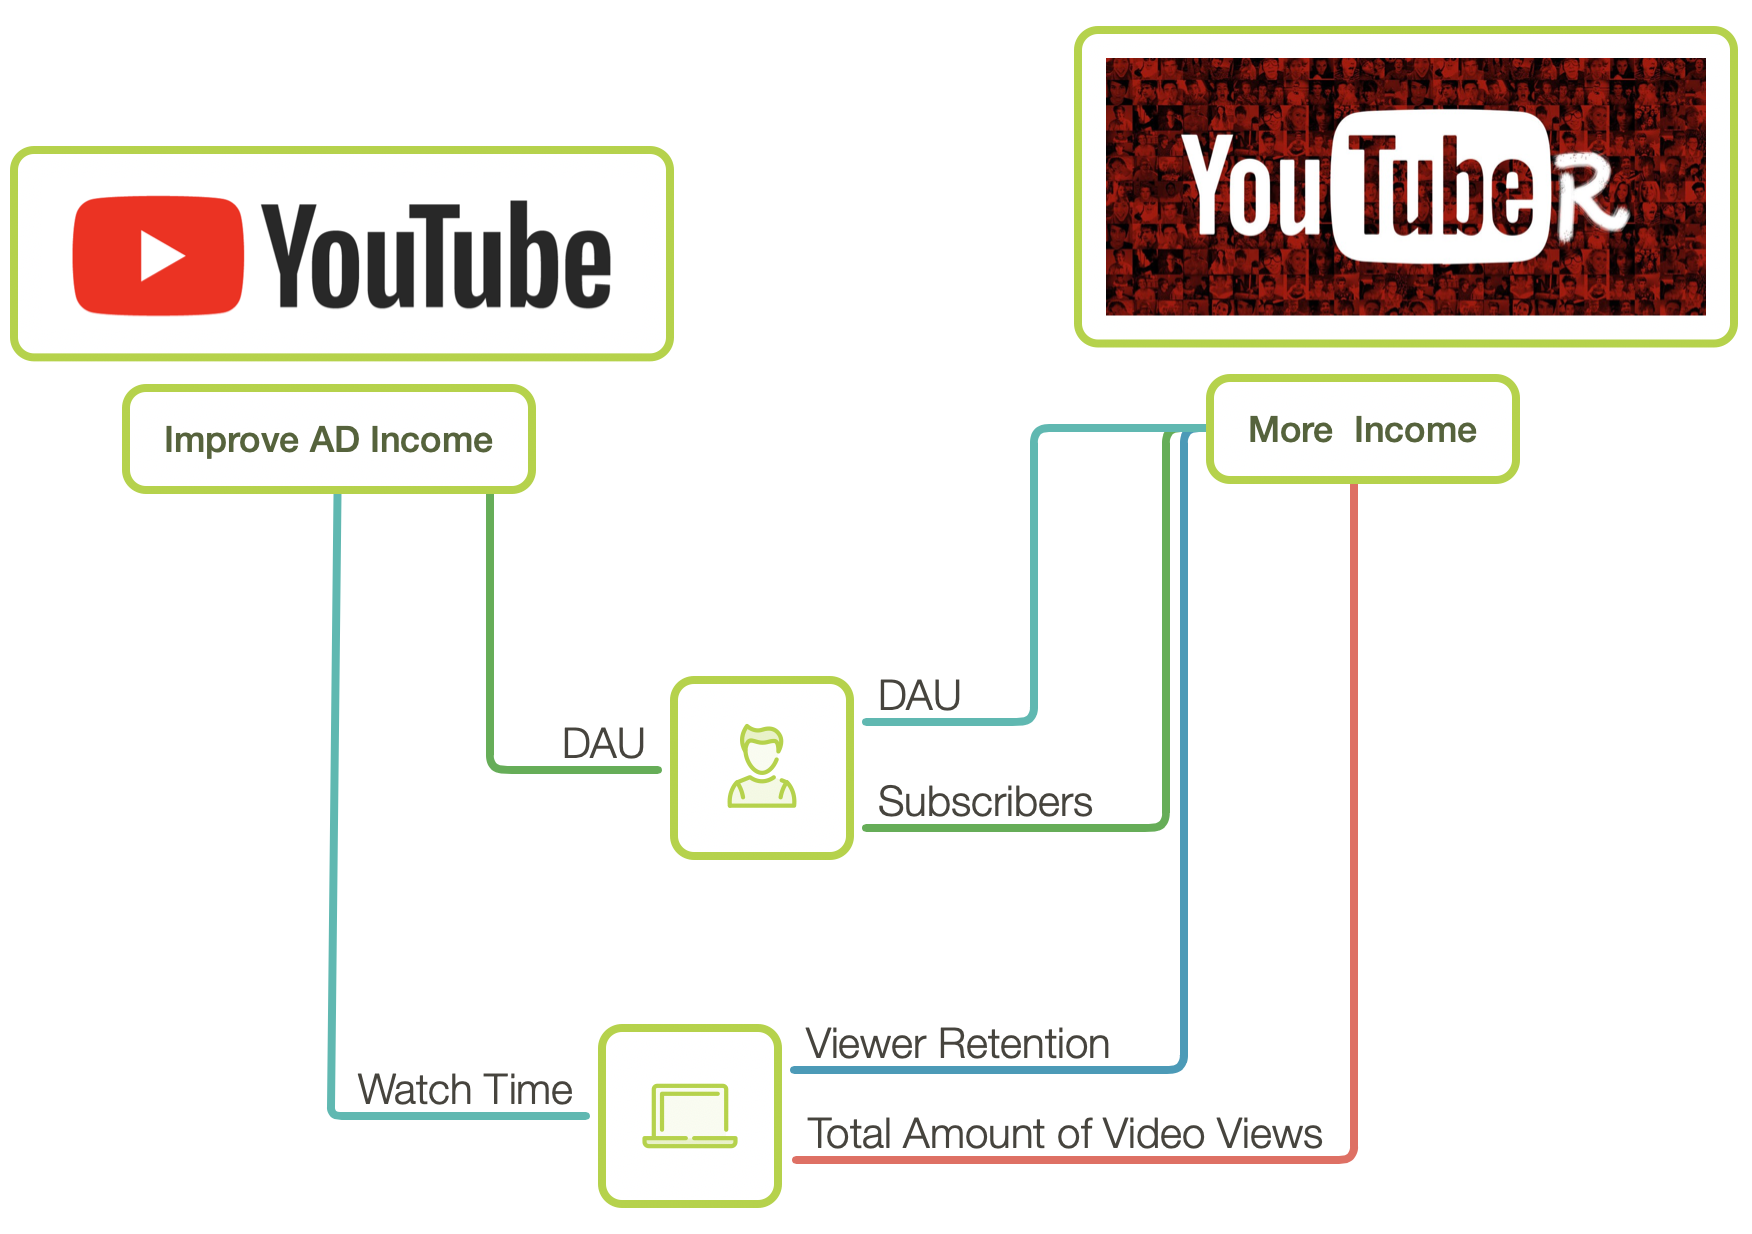 YouTube
YouTubeR
Improve AD Income
More  Income
DAU
DAU
Subscribers
Viewer Retention
Watch Time
Total Amount of Video Views